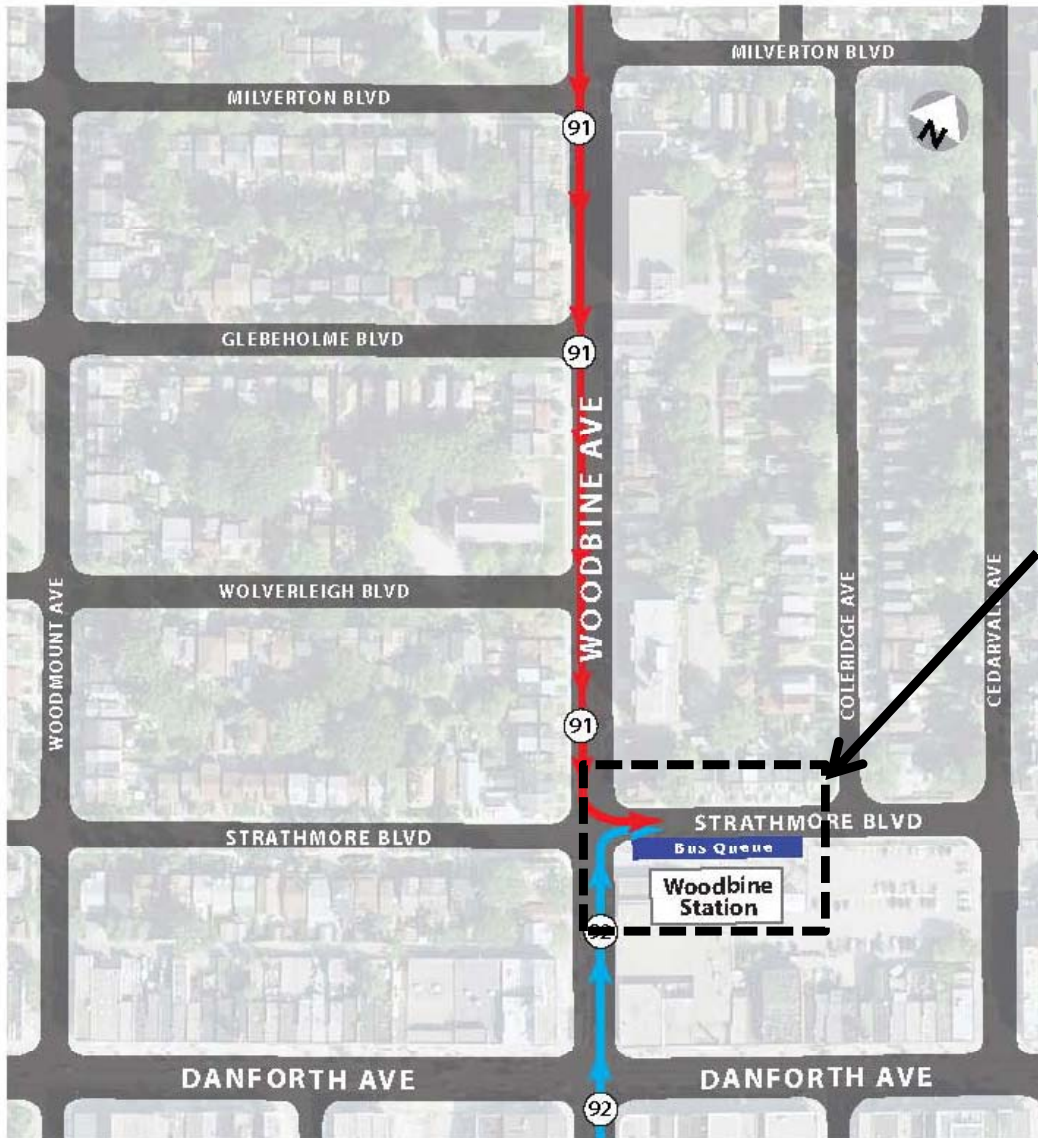 MILVERTON BLVD
MILVERTON BLVD
N
91
GLEBEHOLME BLVD
91
WOODBINE AVE
WOLVERLEIGH BLVD
WOODMOUNT AVE
COLERIDGE AVE
CEDARVALE AVE
91
STRATHMORE BLVD
STRATHMORE BLVD
Bus Queue
Woodbine
Station
92
DANFORTH AVE
DANFORTH AVE
92